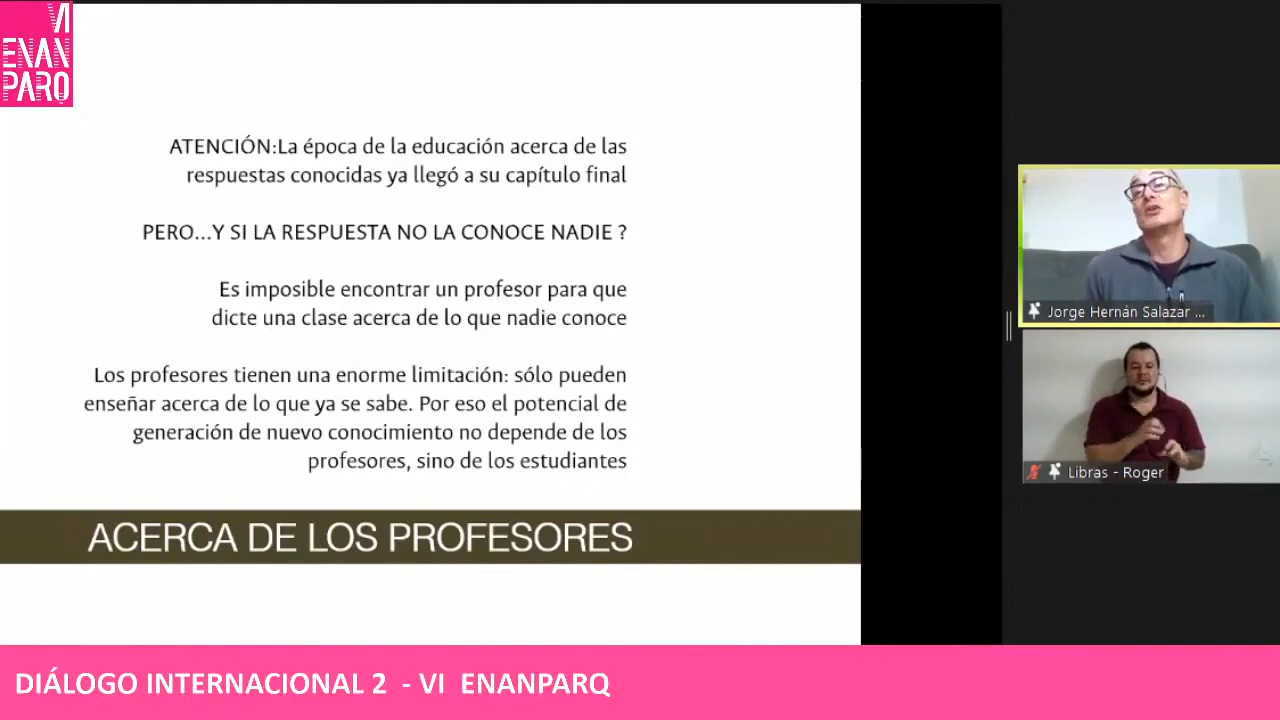 VI
ENAN
PARQ
ATENCIÓN:La época de la educación acerca de las
respuestas conocidas ya llegó a su capítulo final
PERO...Y SI LA RESPUESTA NO LA CONOCE NADIE ?
Es imposible encontrar un profesor para que
dicte una clase acerca de lo que nadie conoce
Los profesores tienen una enorme limitación: sólo pueden
enseñar acerca de lo que ya se sabe. Por eso el potencial de
generación de nuevo conocimiento no depende de los
profesores, sino de los estudiantes
ACERCA DE LOS PROFESORES
Jorge Hernán Salazar ...
Libras - Roger
DIÁLOGO INTERNACIONAL 2 - VI ENANPARQ